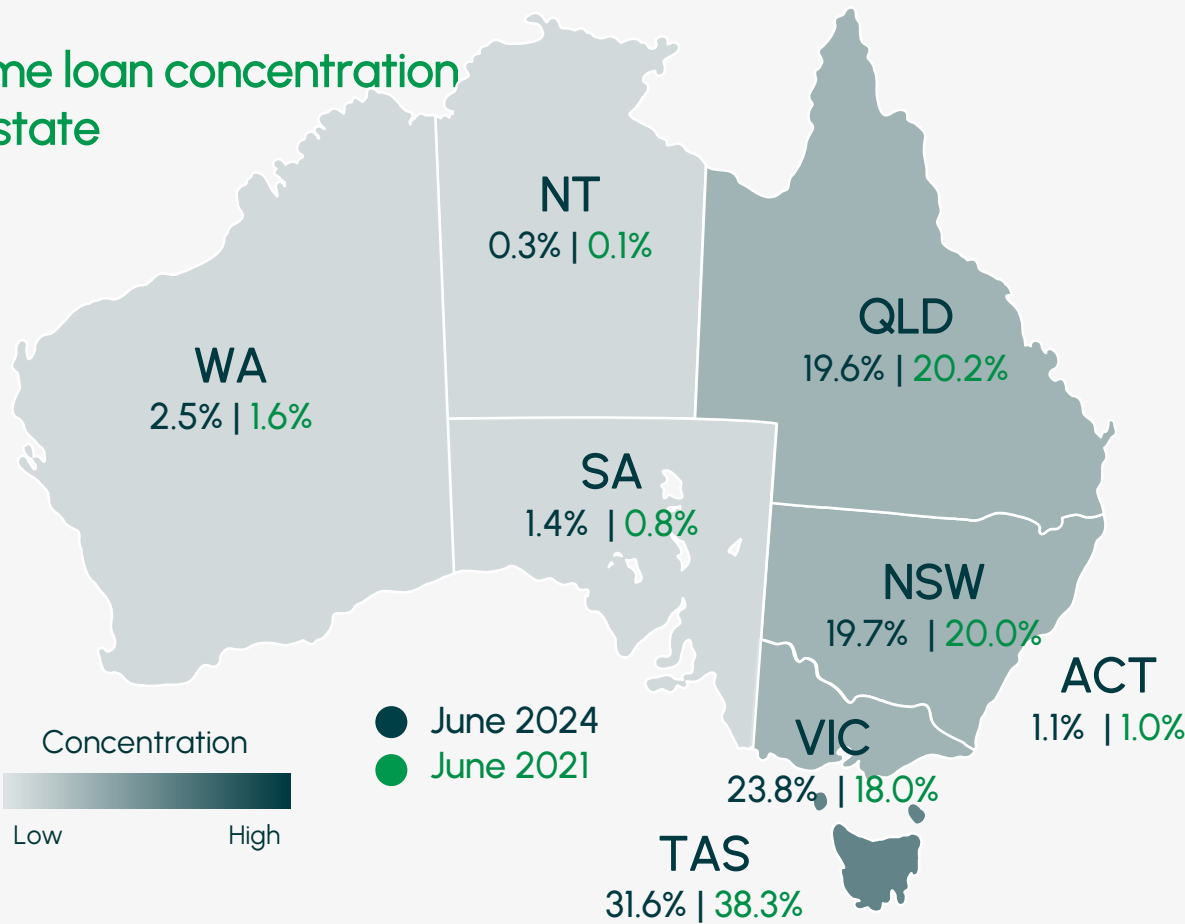 me loan concentration
state
NT
0.3% | 0.1%
QLD
19.6% | 20.2%
WA
2.5% | 1.6%
SA
1.4% | 0.8%
NSW
19.7% | 20.0%
ACT
1.1% | 1.0%
VIC
23.8% | 18.0%
TAS
31.6% | 38.3%
June 2024
June 2021
Concentration
Low High